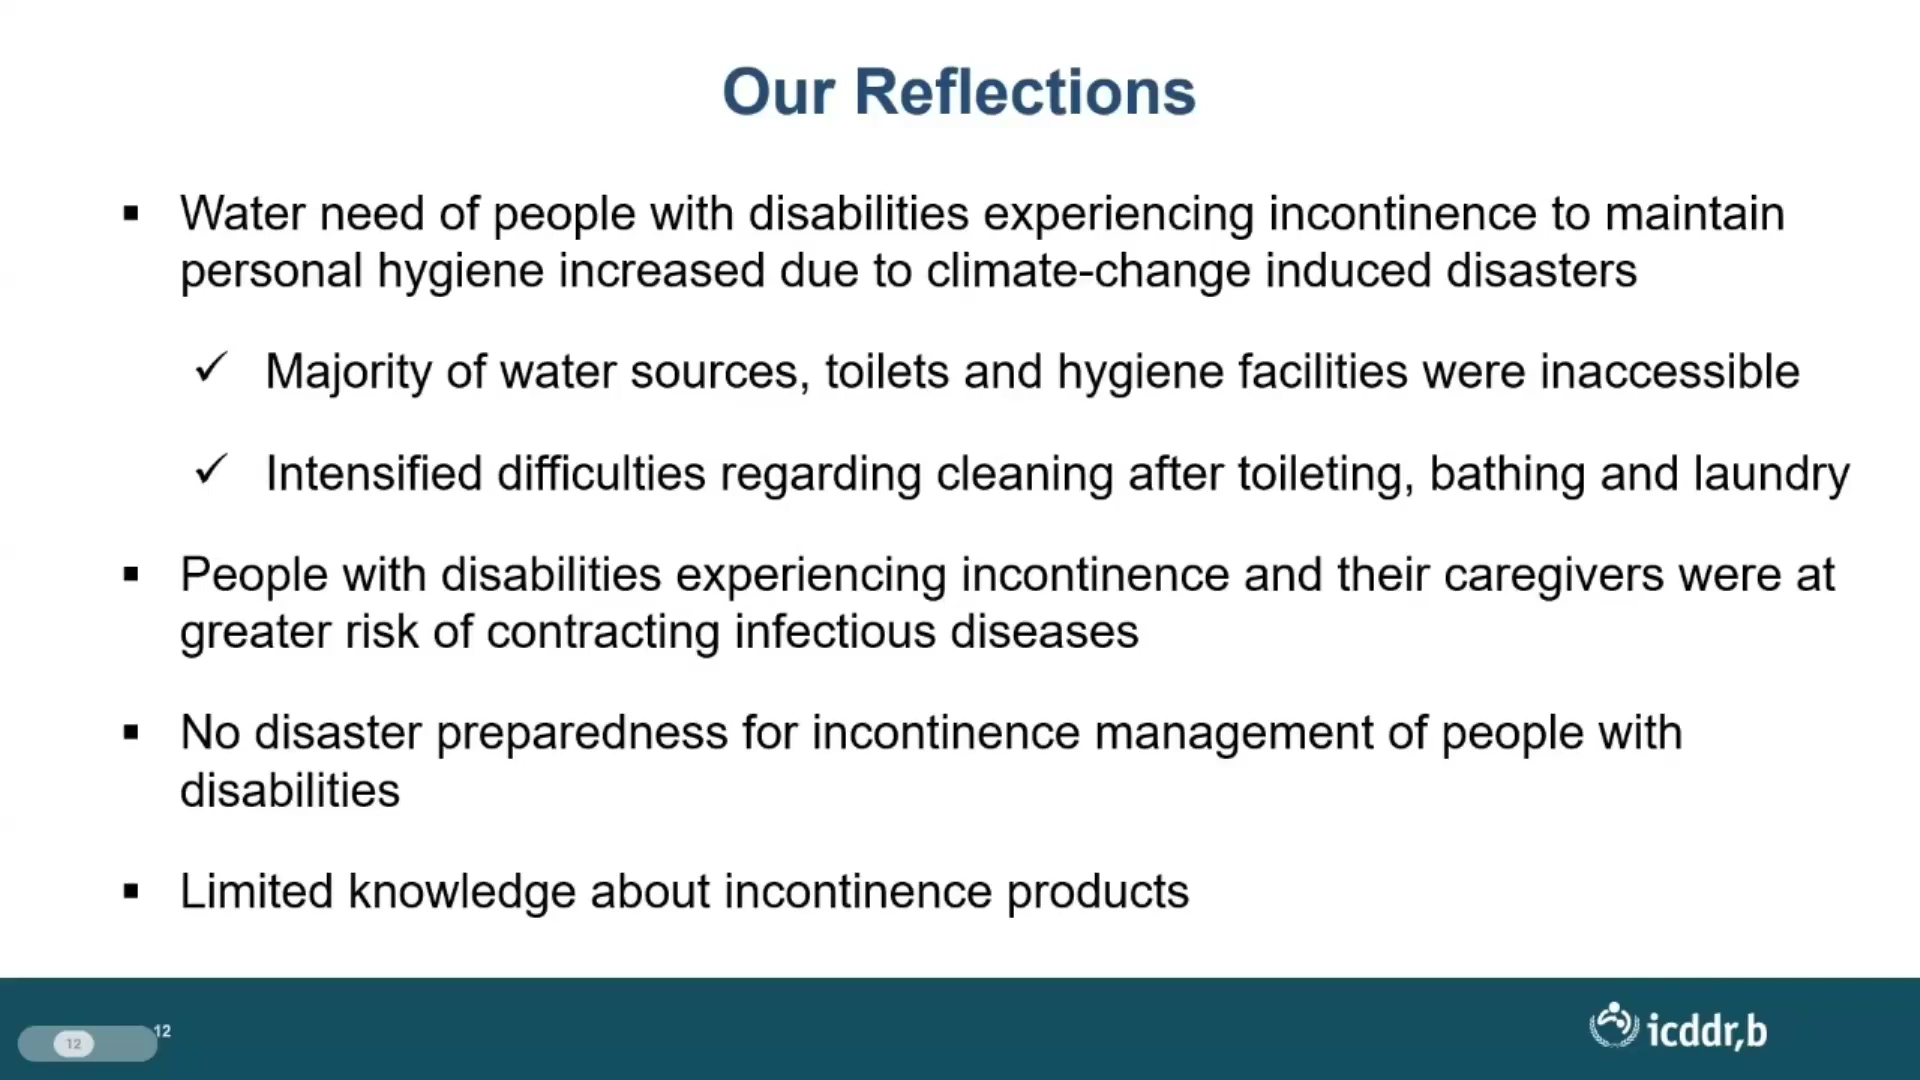 Our Reflections
▪ Water need of people with disabilities experiencing incontinence to maintain
personal hygiene increased due to climate-change induced disasters
✓ Majority of water sources, toilets and hygiene facilities were inaccessible
✓ Intensified difficulties regarding cleaning after toileting, bathing and laundry
▪ People with disabilities experiencing incontinence and their caregivers were at
greater risk of contracting infectious diseases
▪ No disaster preparedness for incontinence management of people with
disabilities
▪ Limited knowledge about incontinence products
12
12
icddr,b